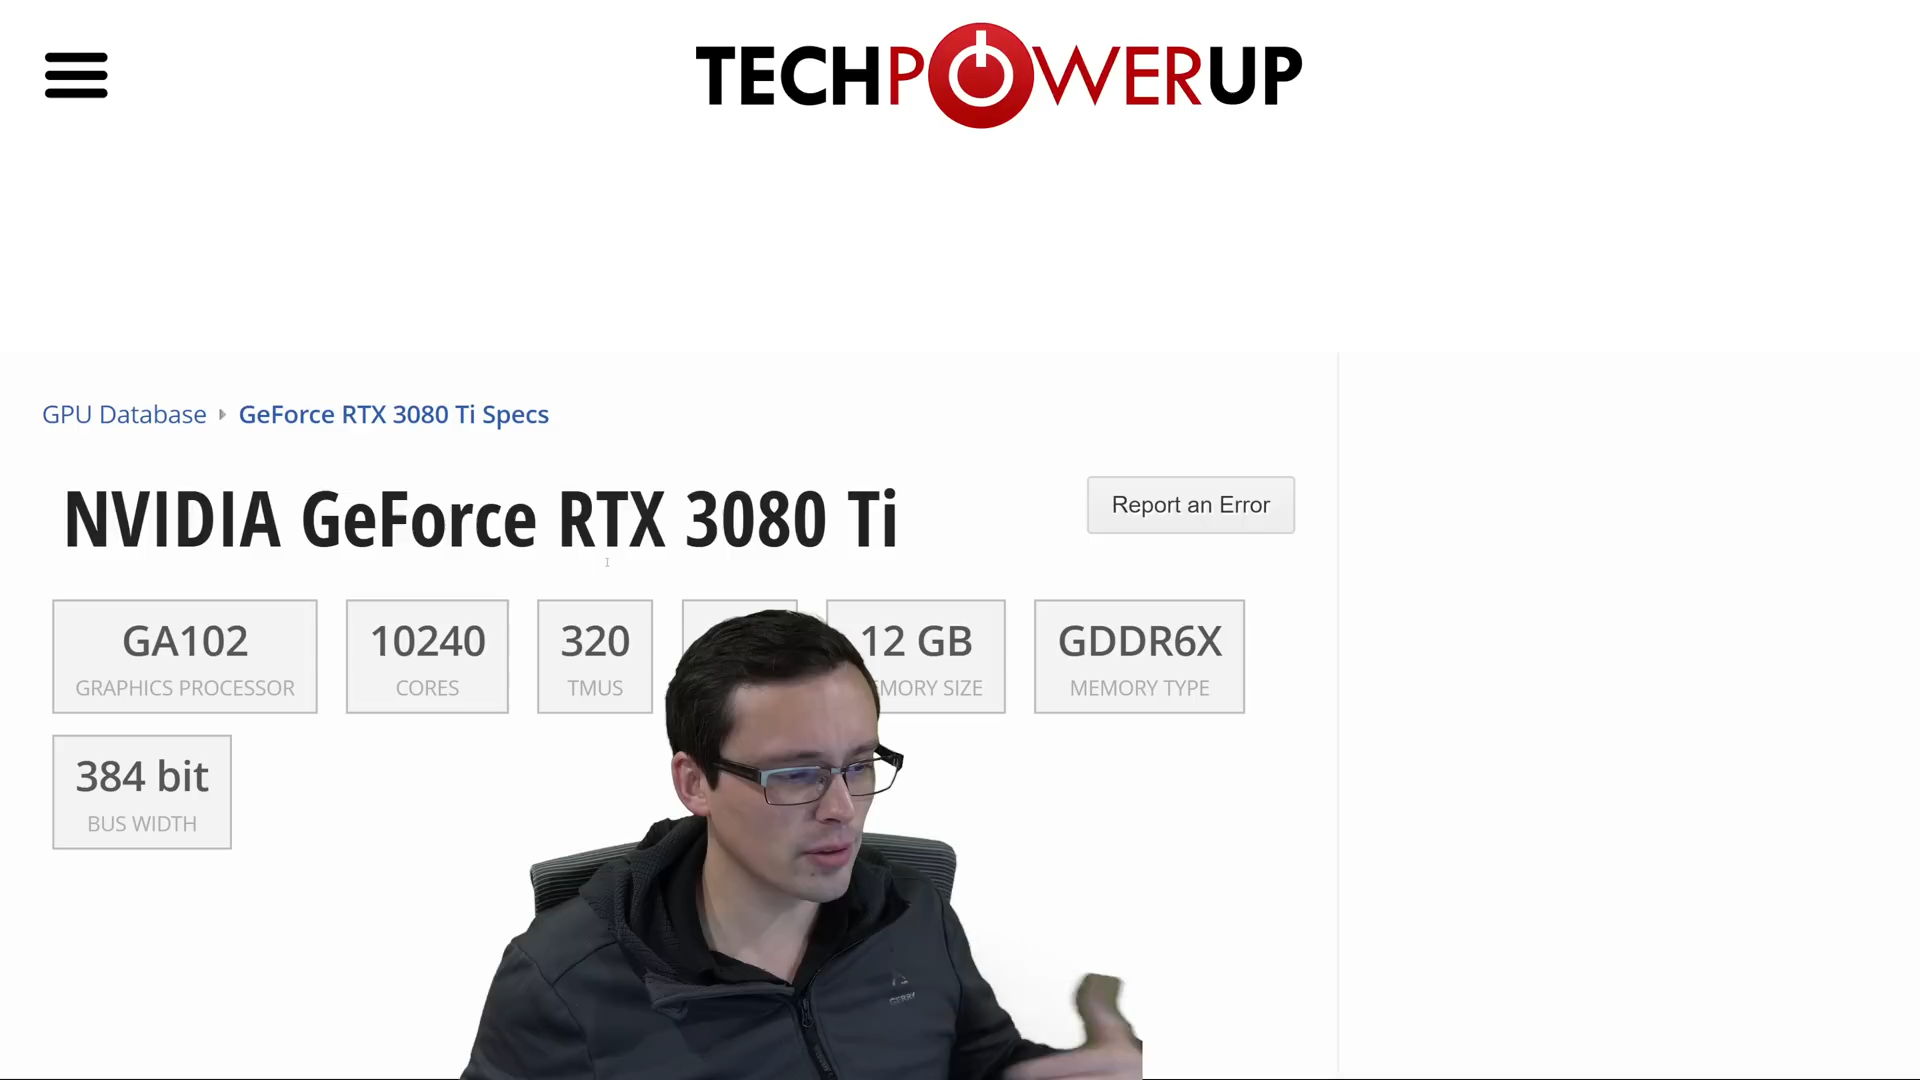 TECHPOWERUP
GPU Database
GeForce RTX 3080 Ti Specs
NVIDIA GeForce RTX 3080 Ti
Report an Error
GA102
GRAPHICS PROCESSOR
10240
CORES
320
TMUS
12 GB
MORY SIZE
GDDR6X
MEMORY TYPE
384 bit
BUS WIDTH
GERRY